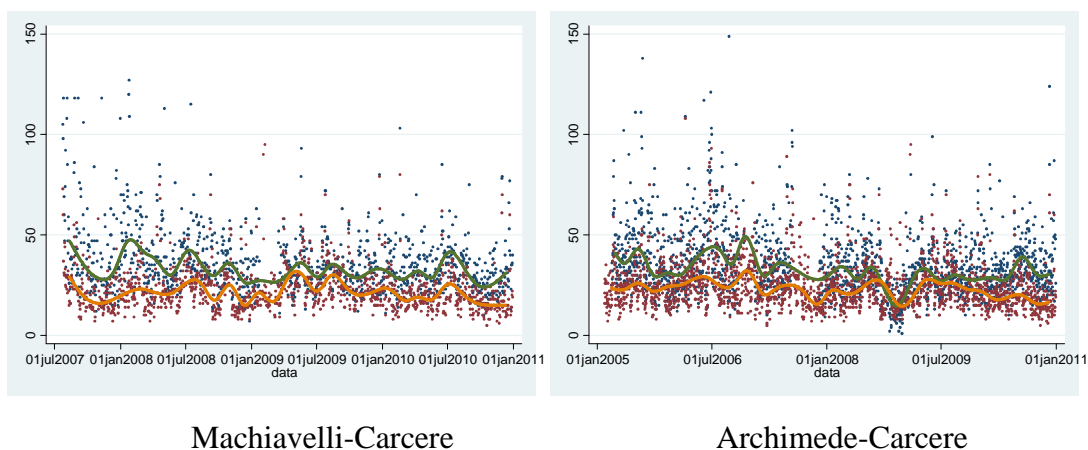 150
100
50
0
01jul2007 01jan2008 01jul2008 01jan2009 01jul2009 01jan2010 01jul2010 01jan2011
data
150
100
50
0
01jan2005 01jul2006 01jan2008 01jul2009 01jan2011
data
Machiavelli-Carcere
Archimede-Carcere